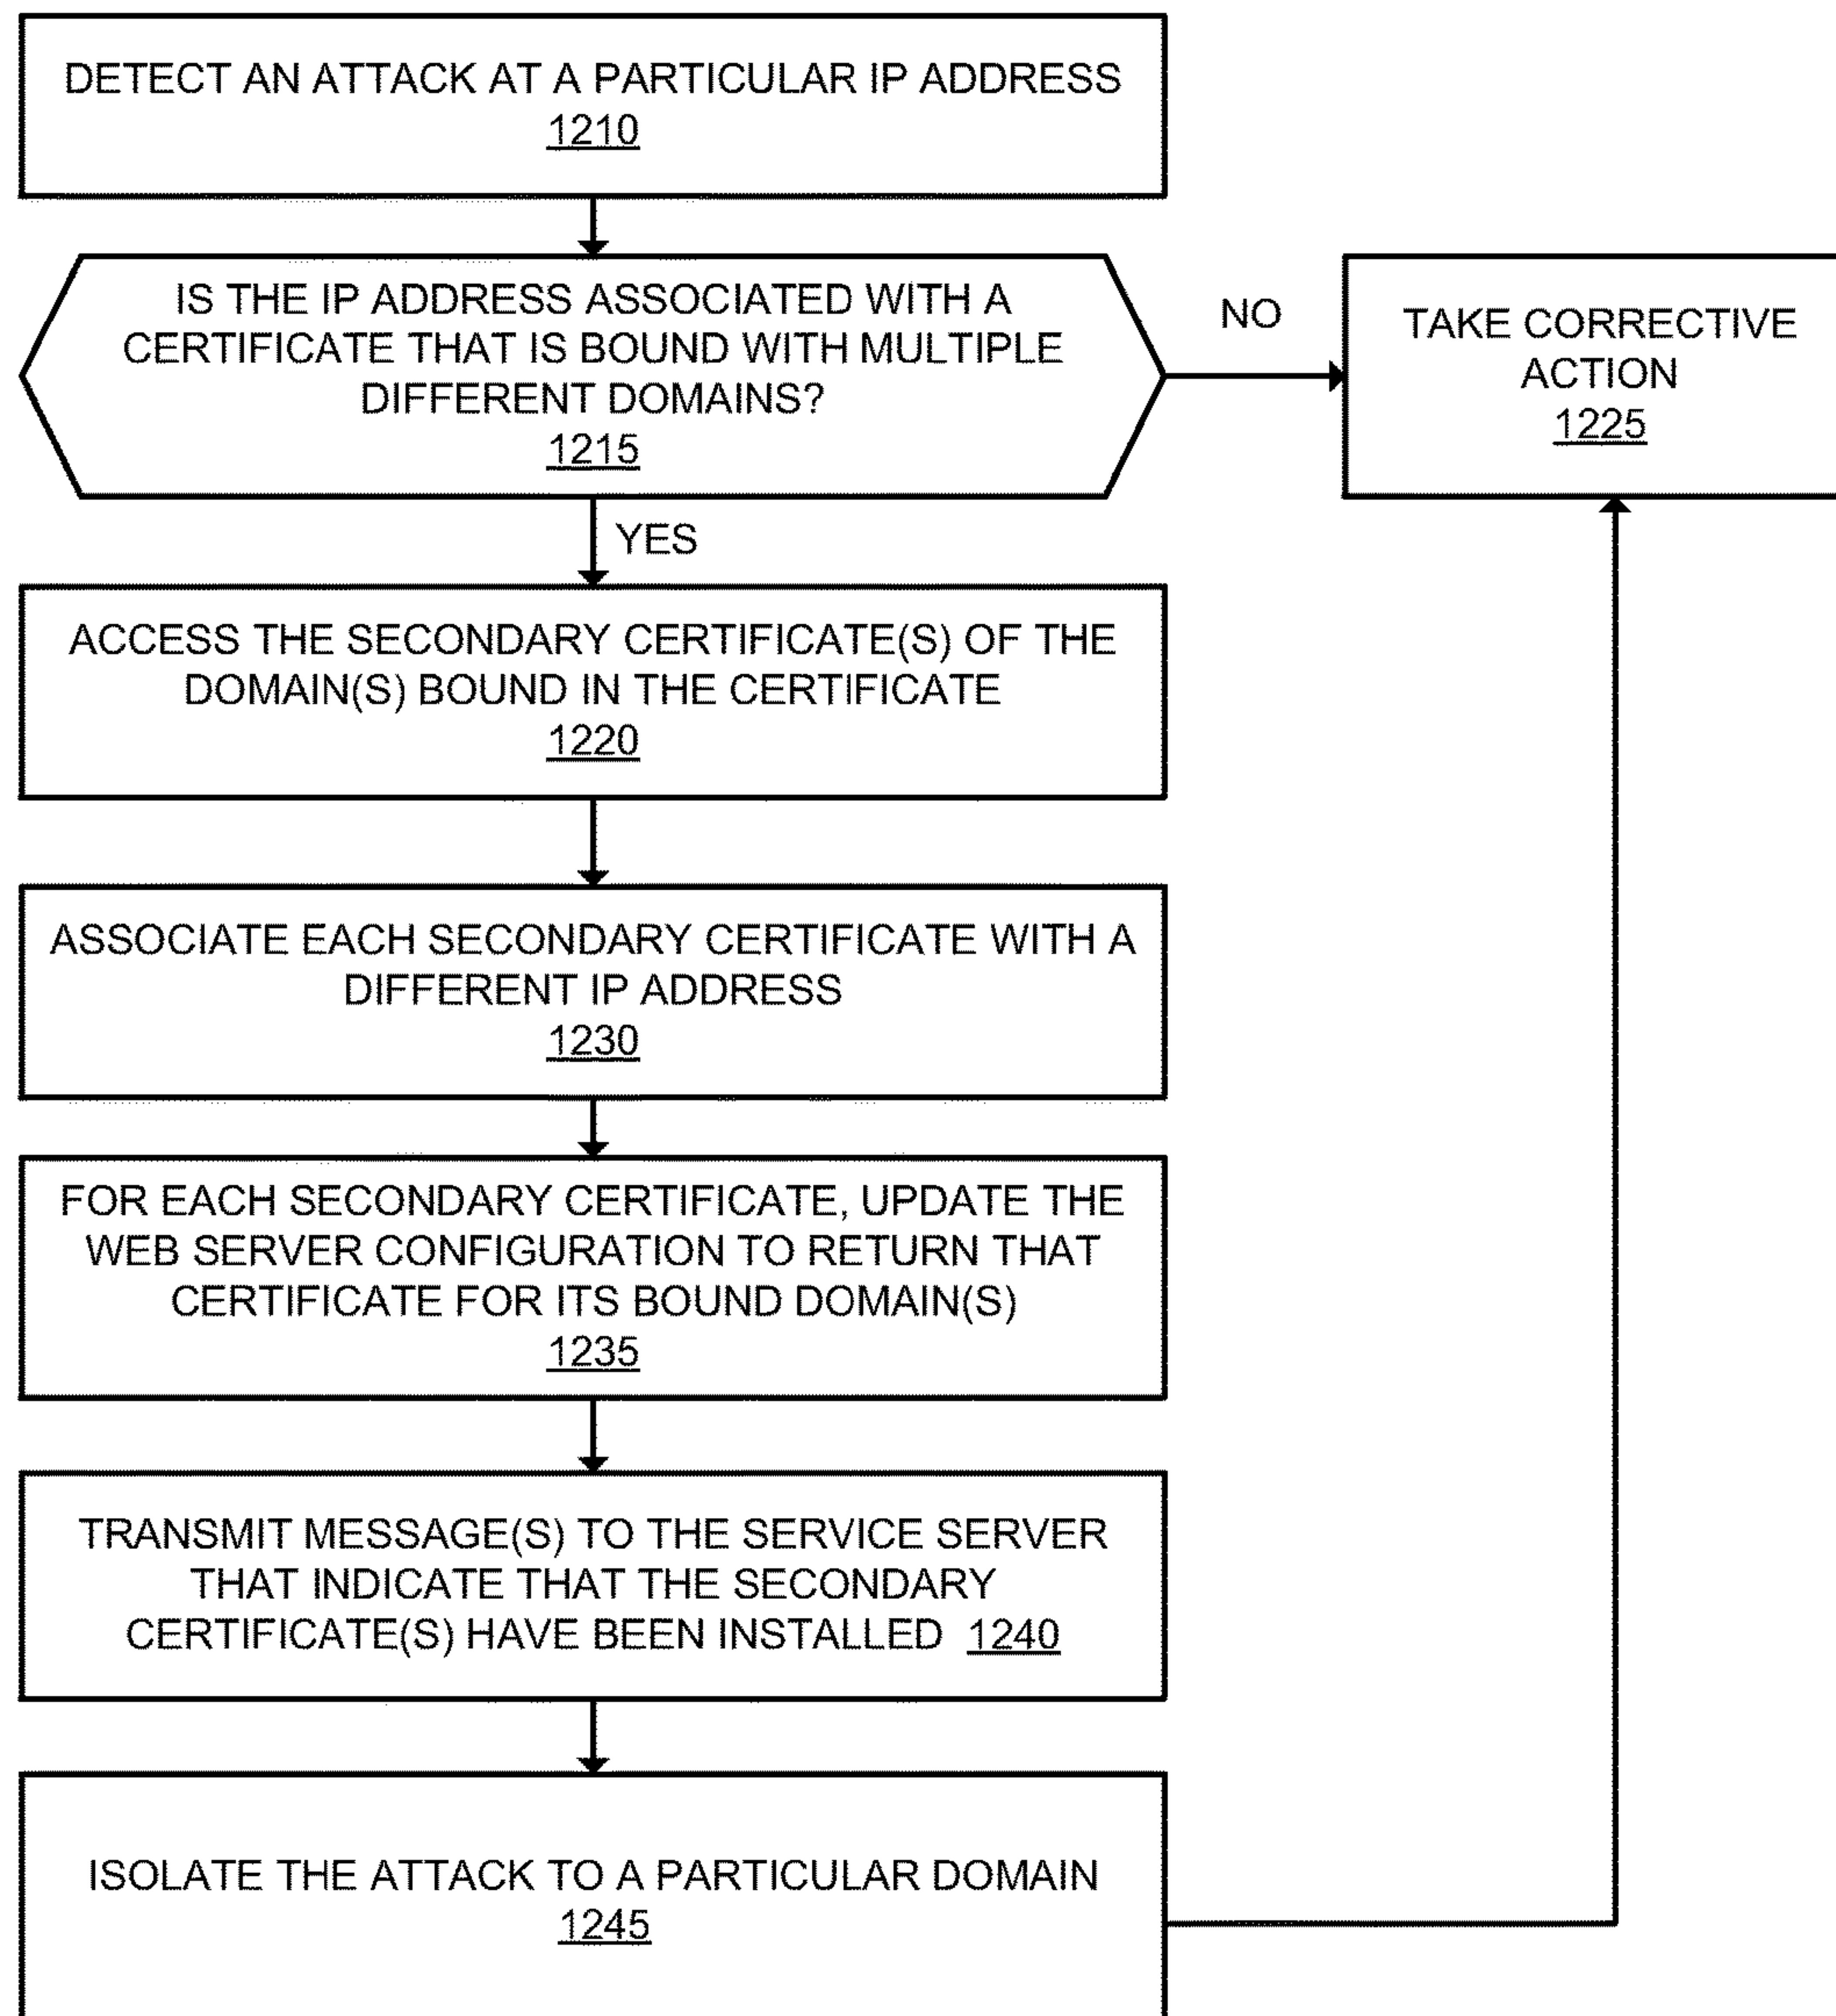 DETECT AN ATTACK AT A PARTICULAR IP ADDRESS
1210
IS THE IP ADDRESS ASSOCIATED WITH A
CERTIFICATE THAT IS BOUND WITH MULTIPLE
DIFFERENT DOMAINS?
1215
NO
TAKE CORRECTIVE
ACTION
1225
YES
ACCESS THE SECONDARY CERTIFICATE(S) OF THE
DOMAIN(S) BOUND IN THE CERTIFICATE
1220
ASSOCIATE EACH SECONDARY CERTIFICATE WITH A
DIFFERENT IP ADDRESS
1230
FOR EACH SECONDARY CERTIFICATE, UPDATE THE
WEB SERVER CONFIGURATION TO RETURN THAT
CERTIFICATE FOR ITS BOUND DOMAIN(S)
1235
TRANSMIT MESSAGE(S) TO THE SERVICE SERVER
THAT INDICATE THAT THE SECONDARY
CERTIFICATE(S) HAVE BEEN INSTALLED 1240
ISOLATE THE ATTACK TO A PARTICULAR DOMAIN
1245